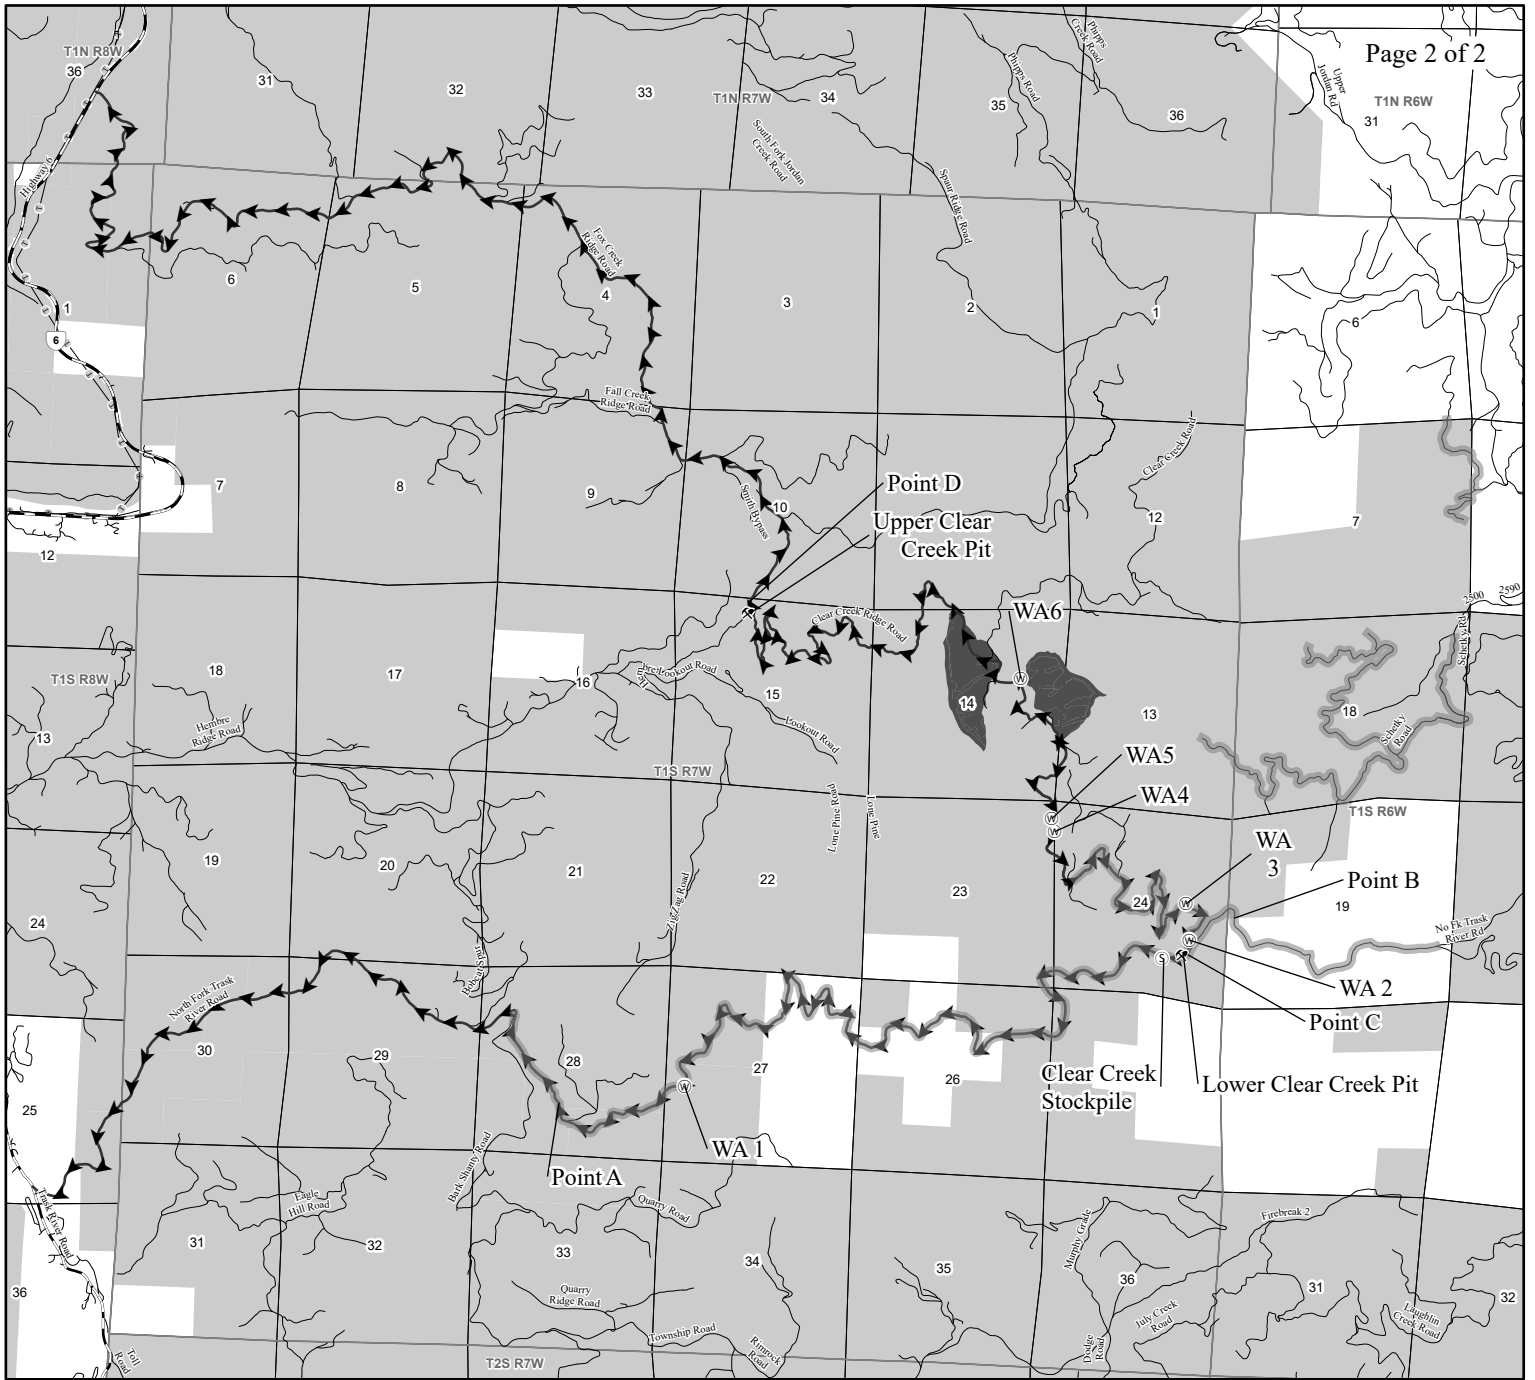 Page 2 of 2
T1N R8W
36
31
32
33
T1N R7W
34
35
36
Phipps
Creek Road
Phipps Road
Upper
Jordan Rd
T1N R6W
31
South Fork Jordan
Creek Road
Spaur Ridge Road
Highway 6
1
6
6
5
Fox Creek
Ridge Road
4
3
2
1
6
Fall Creek
Ridge Road
Clear Creek Road
7
8
9
Smith Bypass
10
Point D
Upper Clear
Creek Pit
12
7
12
2500
2590
Clear Creek Ridge Road
WA6
Schetky Rd
T1S R8W
18
17
16
Hembre Lookout Road
15
Lookout Road
14
13
18
Schetky
Road
13
Hembre
Ridge Road
T1S R7W
WA5
WA4
T1S R6W
Lone Pine Road
Lone Pine
WA
3
Point B
19
20
21
22
23
24
19
Zig Zag Road
24
No Fk Trask
River Rd
Bobcat Spur
WA 2
Point C
North Fork Trask
River Road
30
29
28
27
26
25
Clear Creek
Stockpile
Lower Clear Creek Pit
WA 1
Point A
Bark Shanty Road
Trask River Road
Eagle
Hill Road
Quarry Road
Murphy Grade
Firebreak 2
31
32
33
34
35
36
31
32
36
Quarry
Ridge Road
Township Road
Rimrock
Road
Dodge
Road
July Creek
Road
Laughlin
Creek Road
Toll
Road
T2S R7W
W
W
W
W
W
W
S